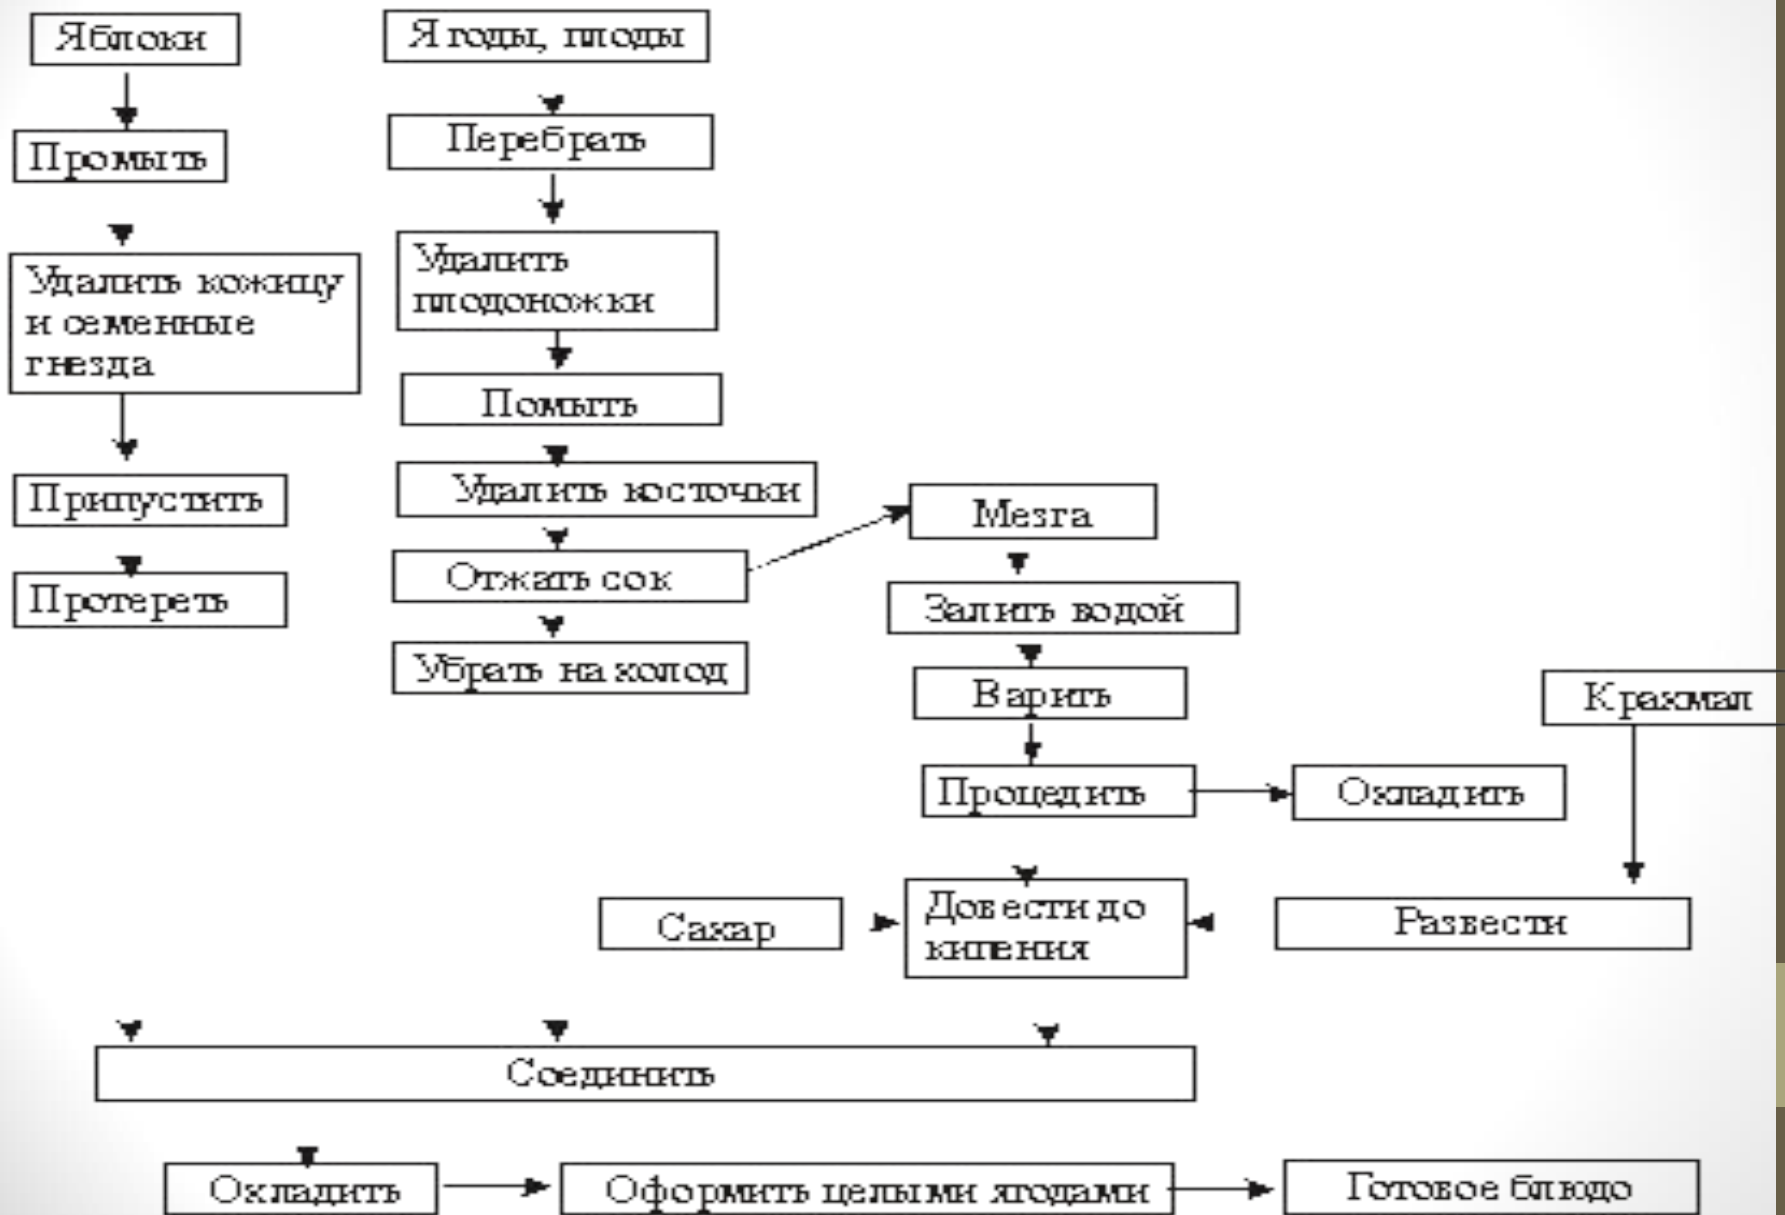 Яблоки
Промыть
Удалить кожицу
и семенные
гнезда
Припустить
Протереть
Ягоды, плоды
Перебрать
Удалить
плодоножки
Помыть
Удалить косточки
Отжать сок
Убрать на холод
Мезга
Залить водой
Варить
Процедить
Охладить
Крахмал
Развести
Сахар
Довести до
кипения
Соединить
Охладить
Оформить целыми ягодами
Готовое блюдо